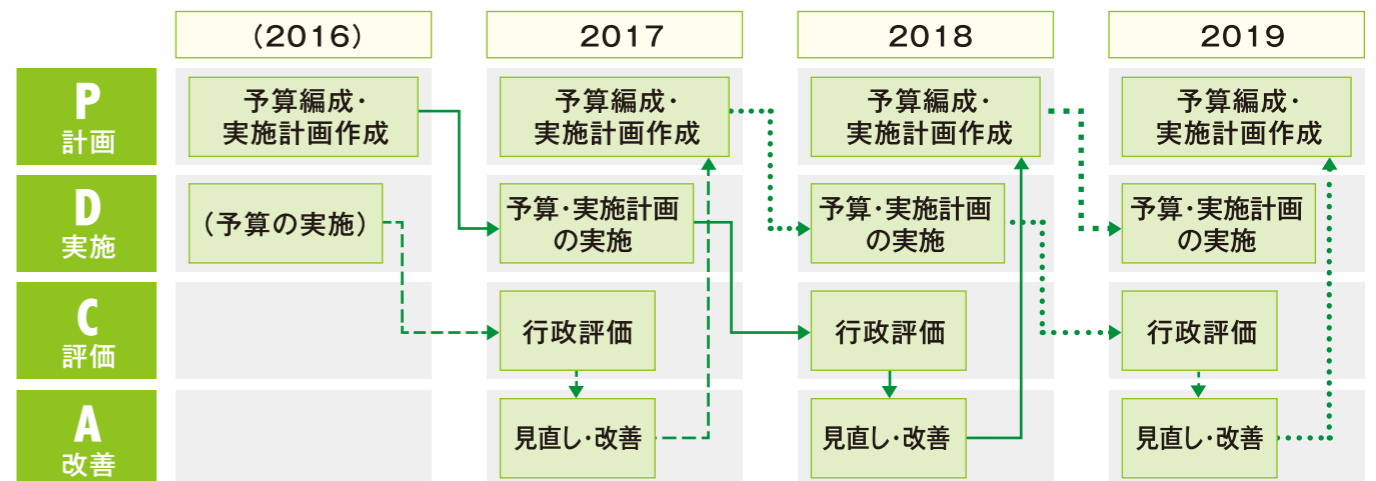 (2016)
2017
2018
2019
P
計画
予算編成・
実施計画作成
予算編成・
実施計画作成
予算編成・
実施計画作成
予算編成・
実施計画作成
D
実施
(予算の実施)
予算・実施計画
の実施
予算・実施計画
の実施
予算・実施計画
の実施
C
評価
行政評価
行政評価
行政評価
A
改善
見直し・改善
見直し・改善
見直し・改善